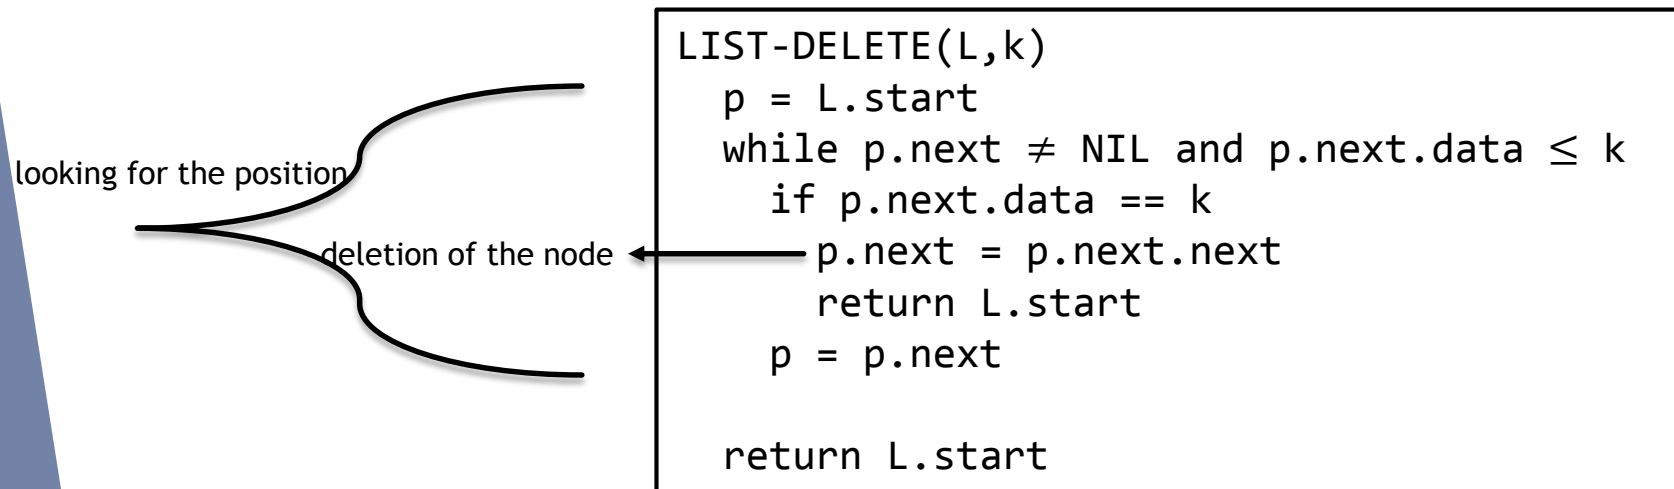 looking for the position
deletion of the node
LIST-DELETE(L,k)
p = L.start
while p.next ≠ NIL and p.next.data ≤ k
if p.next.data == k
p.next = p.next.next
return L.start
p = p.next
return L.start